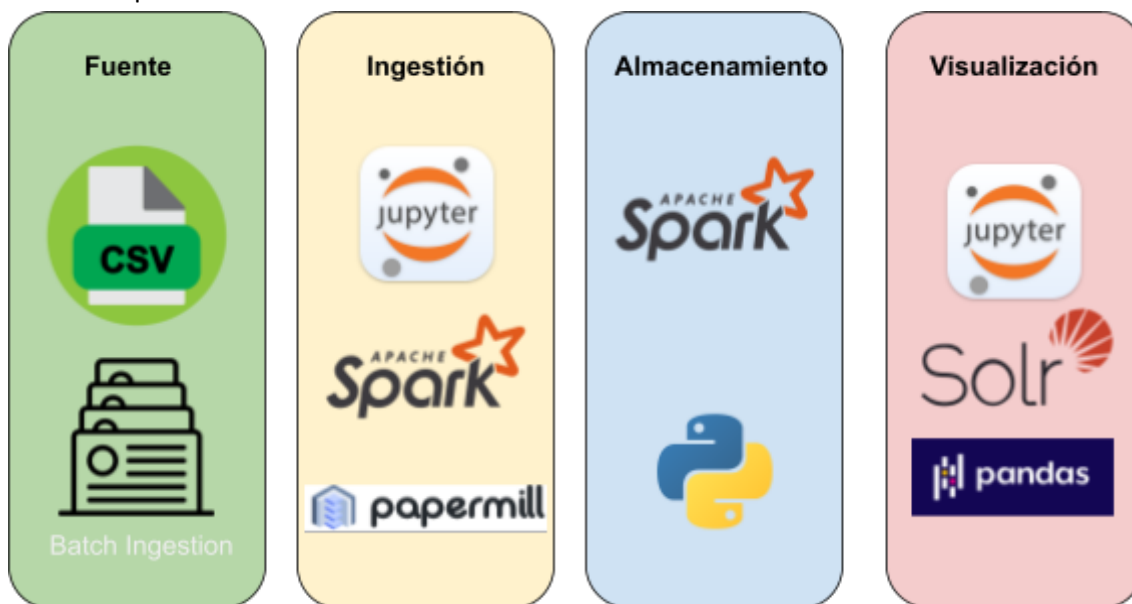 Fuente
CSV
Batch Ingestion
Ingestión
jupyter
APACHE
Spark
papermill
Almacenamiento
APACHE
Spark
Visualización
jupyter
Solr
pandas